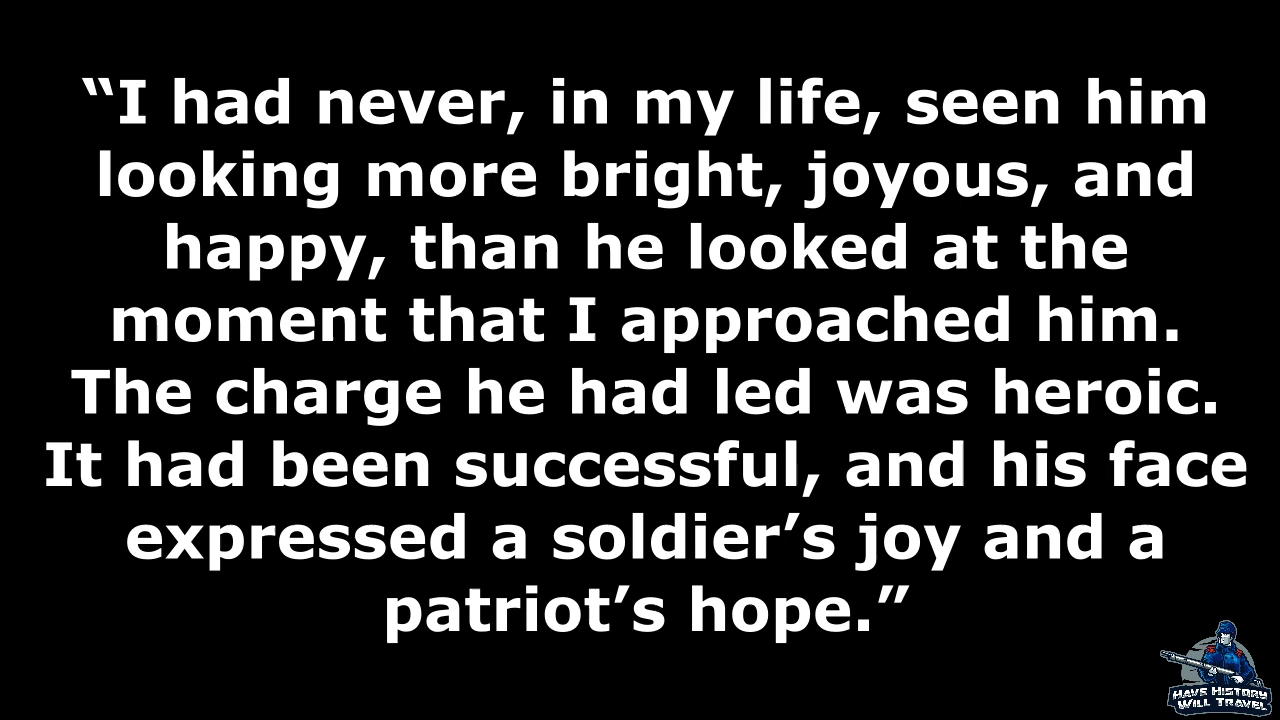 “I had never, in my life, seen him
looking more bright, joyous, and
happy, than he looked at the
moment that I approached him.
The charge he had led was heroic.
It had been successful, and his face
expressed a soldier’s joy and a
patriot’s hope.”
HAVE HISTORY
WILL TRAVEL